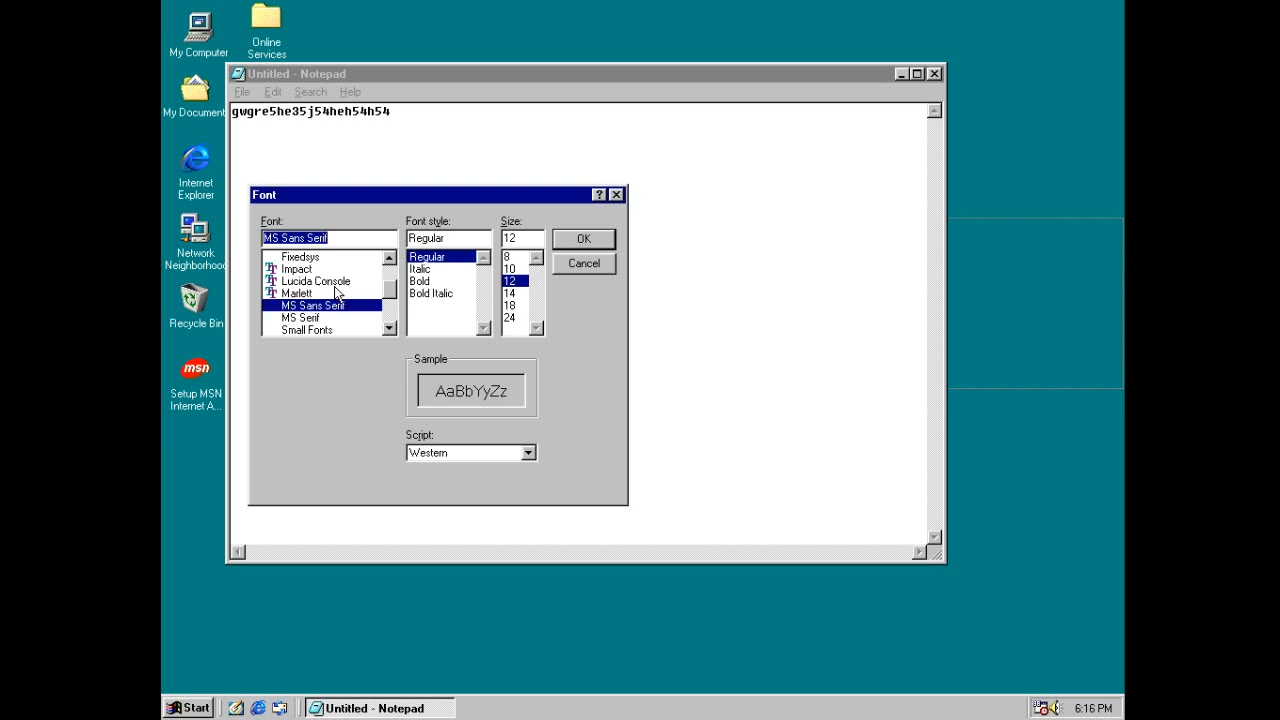 My Computer
Online
Services
Untitled - Notepad
File Edit Search Help
gwgre5he35j54heh54h54
My Document
Internet
Explorer
Network
Neighborhood
Recycle Bin
msn
Setup MSN
Internet A...
Font
Font:
Font style:
Size:
MS Sans Serif
Regular
12
OK
Cancel
Fixedsys
Impact
Lucida Console
Marlett
MS Sans Serif
MS Serif
Small Fonts
Regular
Italic
Bold
Bold Italic
8
10
12
14
18
24
Sample
AaBbYyZz
Script:
Western
Start
Untitled - Notepad
6:16 PM